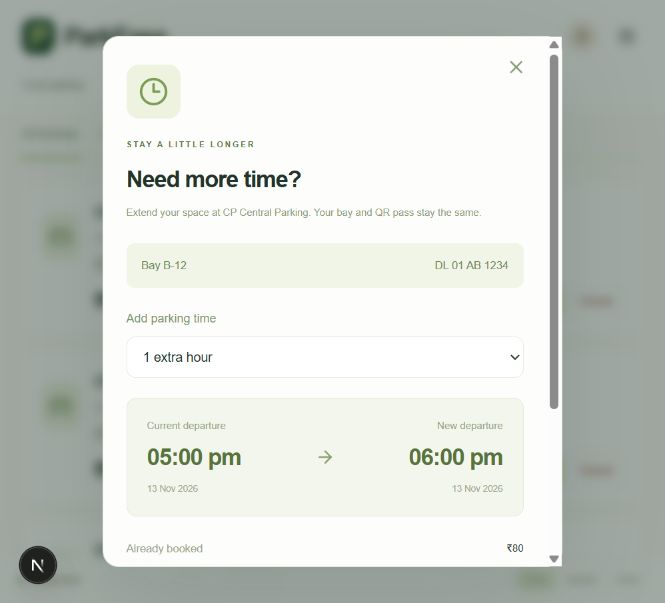 STAY A LITTLE LONGER
Need more time?
Extend your space at CP Central Parking. Your bay and QR pass stay the same.
Bay B-12 DL 01 AB 1234
Add parking time
1 extra hour
Current departure New departure
05:00 pm → 06:00 pm
13 Nov 2026 13 Nov 2026
Already booked ₹80
N